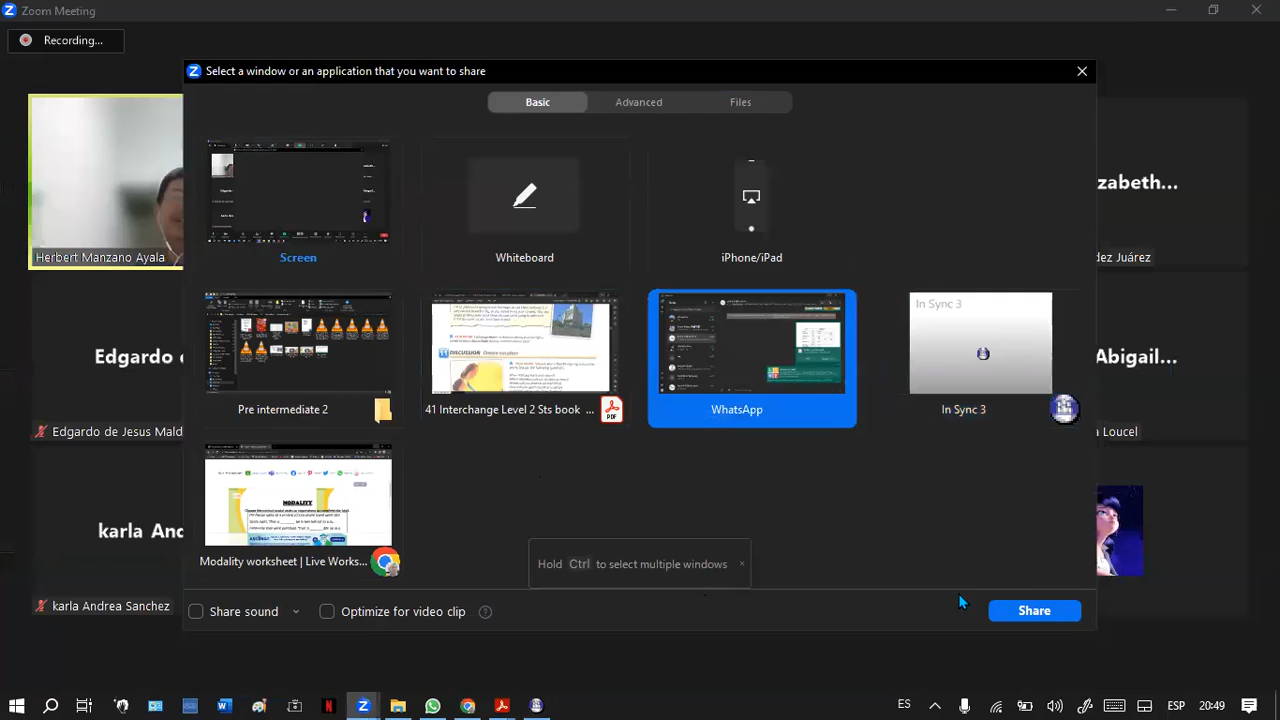 Zoom Meeting
Recording...
Select a window or an application that you want to share
Basic
Advanced
Files
Screen
Whiteboard
iPhone/iPad
zabeth...
Herbert Manzano Ayala
dez Juárez
In Sync 3
DISCUSSION
Edgardo
Abigail...
Pre intermediate 2
41 Interchange Level 2 Sts book ...
PDF
WhatsApp
In Sync 3
Edgardo de Jesus Mald
a Loucel
MODALITY
karla And
Modality worksheet | Live Works...
Hold Ctrl to select multiple windows
karla Andrea Sanchez
Share sound
Optimize for video clip
Share
ES
ESP
20:49